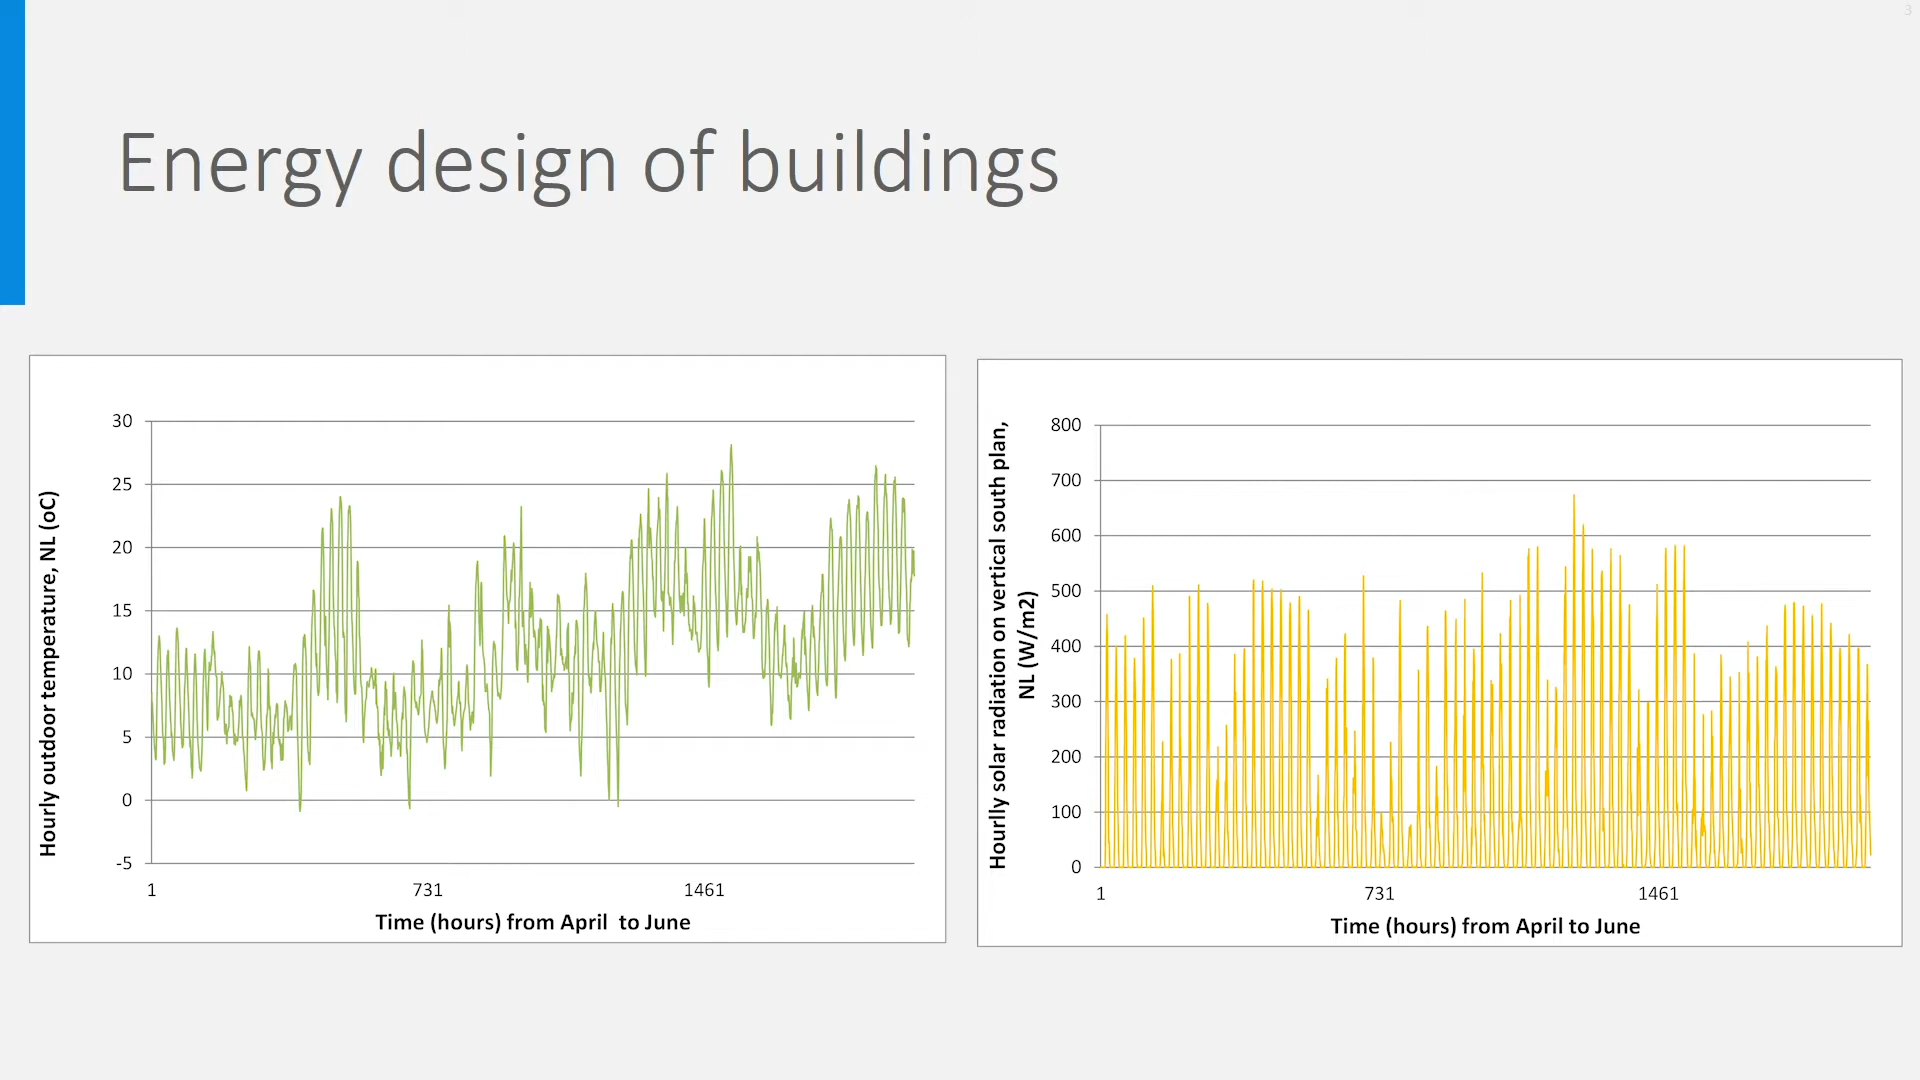 3
Energy design of buildings
Hourly outdoor temperature, NL (oC)
30
25
20
15
10
5
0
-5
1 731 1461
Time (hours) from April to June
Hourlly solar radiation on vertical south plan,
NL (W/m2)
800
700
600
500
400
300
200
100
0
1 731 1461
Time (hours) from April to June